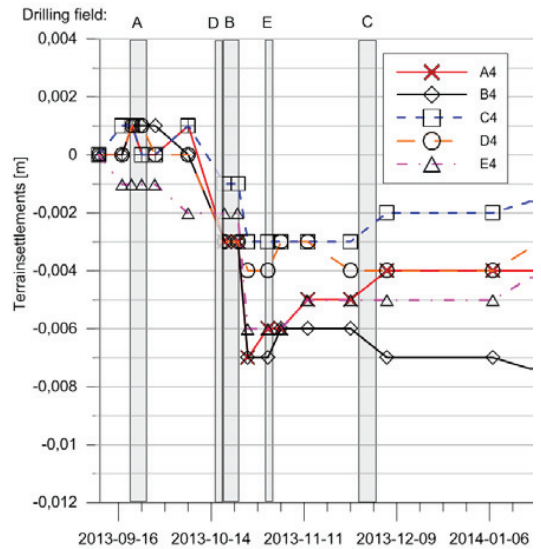 Drilling field:
A D B E C
0,004
0,002
0
-0,002
-0,004
-0,006
-0,008
-0,01
-0,012
Terrainsettlements [m]
A4
B4
C4
D4
E4
2013-09-16 2013-10-14 2013-11-11 2013-12-09 2014-01-06